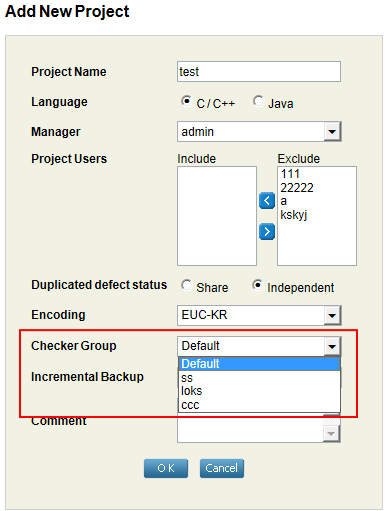 Add New Project
Project Name test
Language C / C++ Java
Manager admin
Project Users Include Exclude
111
22222
a
kskyj
Duplicated defect status Share Independent
Encoding EUC-KR
Checker Group Default
Default
Incremental Backup ss
loks
ccc
Comment
O K Cancel